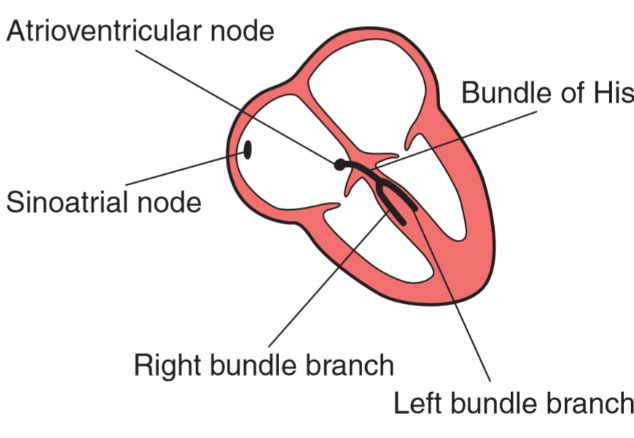 Atrioventricular node
Bundle of His
Sinoatrial node
Right bundle branch
Left bundle branch